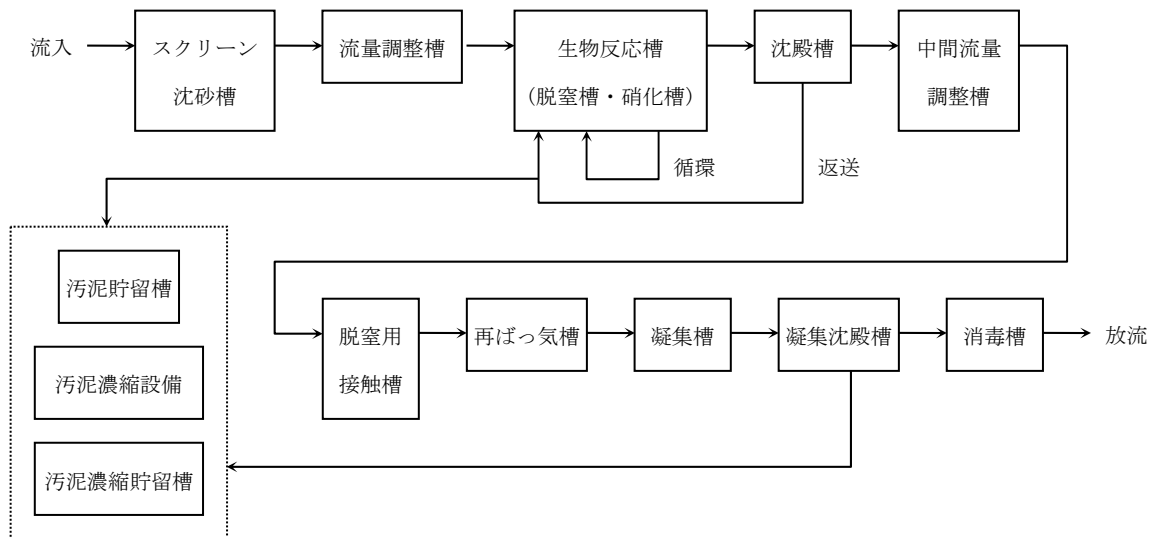 流入
スクリーン
沈砂槽
流量調整槽
生物反応槽
（脱窒槽・硝化槽）
沈殿槽
中間流量
調整槽
循環
返送
汚泥貯留槽
汚泥濃縮設備
汚泥濃縮貯留槽
脱窒用
接触槽
再ばっ気槽
凝集槽
凝集沈殿槽
消毒槽
放流